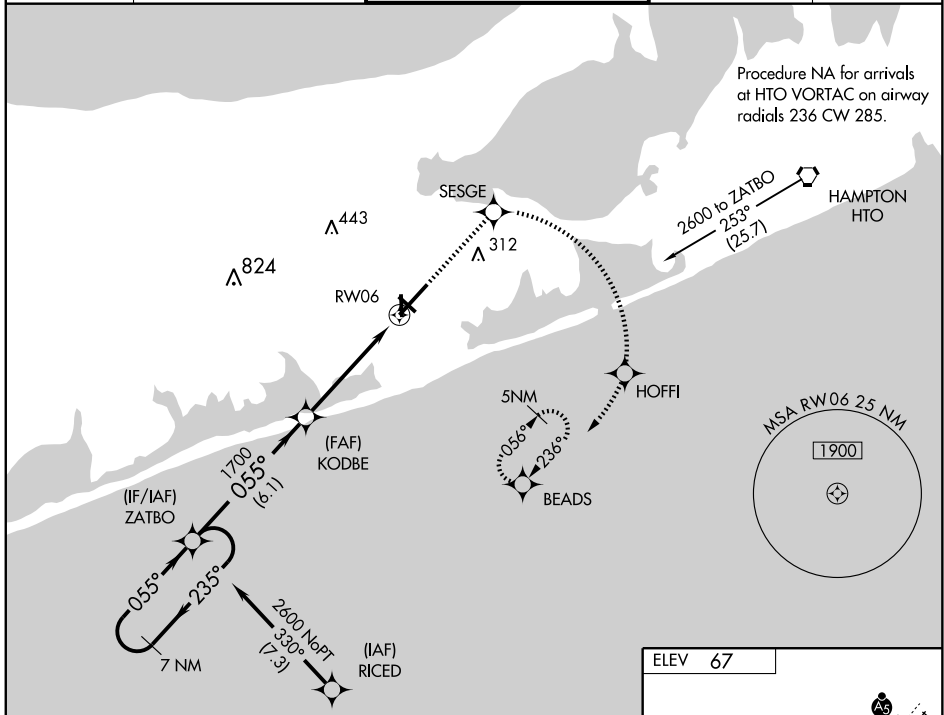 Procedure NA for arrivals
at HTO VORTAC on airway
radials 236 CW 285.
SESGE
2600 to ZATBO
253°
(25.7)
HAMPTON
HTO
443
312
824
RW06
HOFFI
5NM
056°
236°
BEADS
MSA RW06 25 NM
1900
(FAF)
KODBE
1700
055°
(6.1)
(IF/IAF)
ZATBO
055°
235°
7 NM
2600 NoPT
330°
(7.3)
(IAF)
RICED
ELEV 67
A5